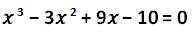 x³ − 3x² + 9x − 10 = 0